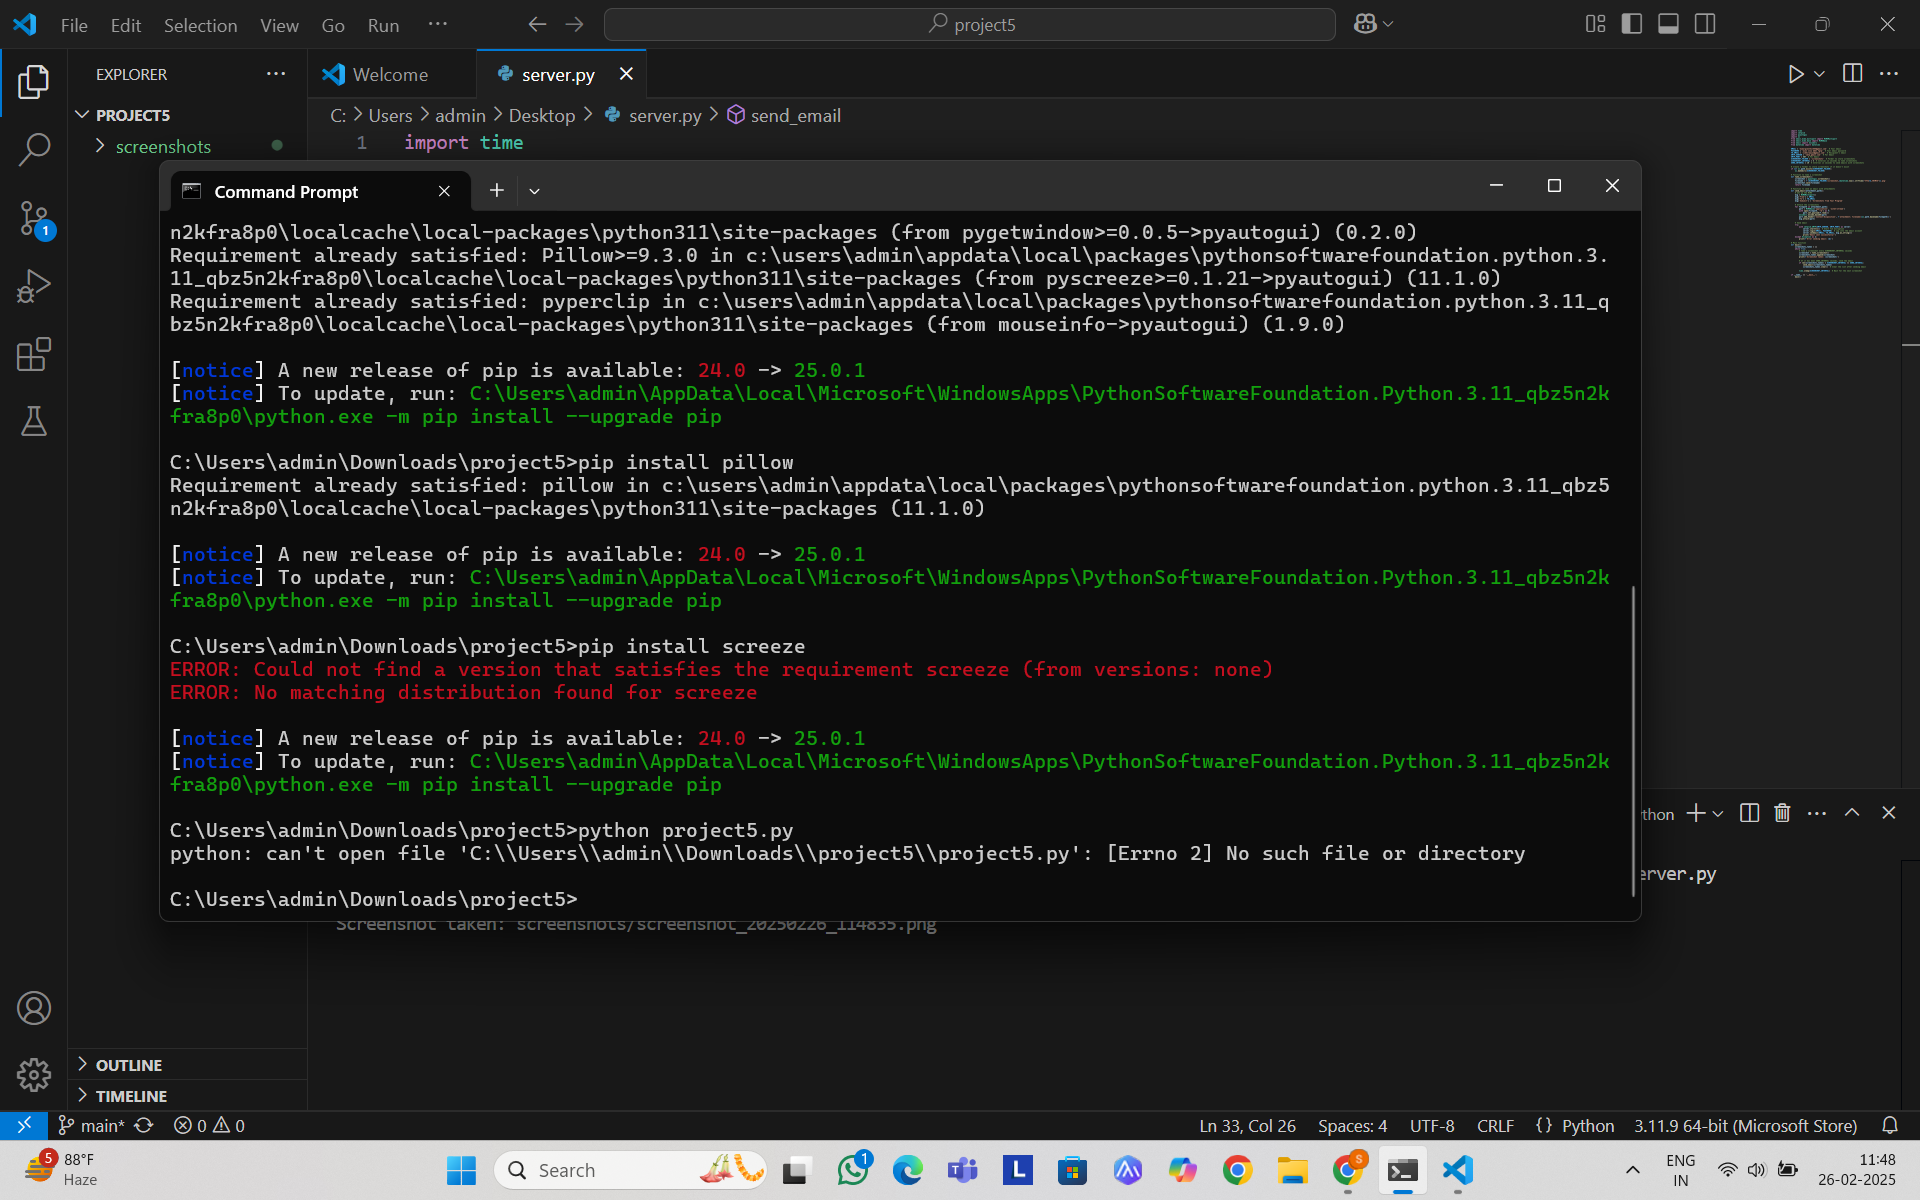 File Edit Selection View Go Run ··· project5
EXPLORER ···
PROJECT5
screenshots
Welcome server.py
C: > Users > admin > Desktop > server.py > send_email
1 import time
Command Prompt
n2kfra8p0\localcache\local-packages\python311\site-packages (from pygetwindow>=0.0.5->pyautogui) (0.2.0)
Requirement already satisfied: Pillow>=9.3.0 in c:\users\admin\appdata\local\packages\pythonsoftwarefoundation.python.3.
11_qbz5n2kfra8p0\localcache\local-packages\python311\site-packages (from pyscreeze>=0.1.21->pyautogui) (11.1.0)
Requirement already satisfied: pyperclip in c:\users\admin\appdata\local\packages\pythonsoftwarefoundation.python.3.11_q
bz5n2kfra8p0\localcache\local-packages\python311\site-packages (from mouseinfo->pyautogui) (1.9.0)
[notice] A new release of pip is available: 24.0 -> 25.0.1
[notice] To update, run: C:\Users\admin\AppData\Local\Microsoft\WindowsApps\PythonSoftwareFoundation.Python.3.11_qbz5n2k
fra8p0\python.exe -m pip install --upgrade pip
C:\Users\admin\Downloads\project5>pip install pillow
Requirement already satisfied: pillow in c:\users\admin\appdata\local\packages\pythonsoftwarefoundation.python.3.11_qbz5
n2kfra8p0\localcache\local-packages\python311\site-packages (11.1.0)
[notice] A new release of pip is available: 24.0 -> 25.0.1
[notice] To update, run: C:\Users\admin\AppData\Local\Microsoft\WindowsApps\PythonSoftwareFoundation.Python.3.11_qbz5n2k
fra8p0\python.exe -m pip install --upgrade pip
C:\Users\admin\Downloads\project5>pip install screeze
ERROR: Could not find a version that satisfies the requirement screeze (from versions: none)
ERROR: No matching distribution found for screeze
[notice] A new release of pip is available: 24.0 -> 25.0.1
[notice] To update, run: C:\Users\admin\AppData\Local\Microsoft\WindowsApps\PythonSoftwareFoundation.Python.3.11_qbz5n2k
fra8p0\python.exe -m pip install --upgrade pip
C:\Users\admin\Downloads\project5>python project5.py
python: can't open file 'C:\\Users\\admin\\Downloads\\project5\\project5.py': [Errno 2] No such file or directory
C:\Users\admin\Downloads\project5>
thon
erver.py
Screenshot taken: screenshots/screenshot_20250226_114835.png
OUTLINE
TIMELINE
1
main* 0 0 Ln 33, Col 26 Spaces: 4 UTF-8 CRLF {} Python 3.11.9 64-bit (Microsoft Store)
5 88°F
Haze
Search
1
L
S
ENG
IN
11:48
26-02-2025